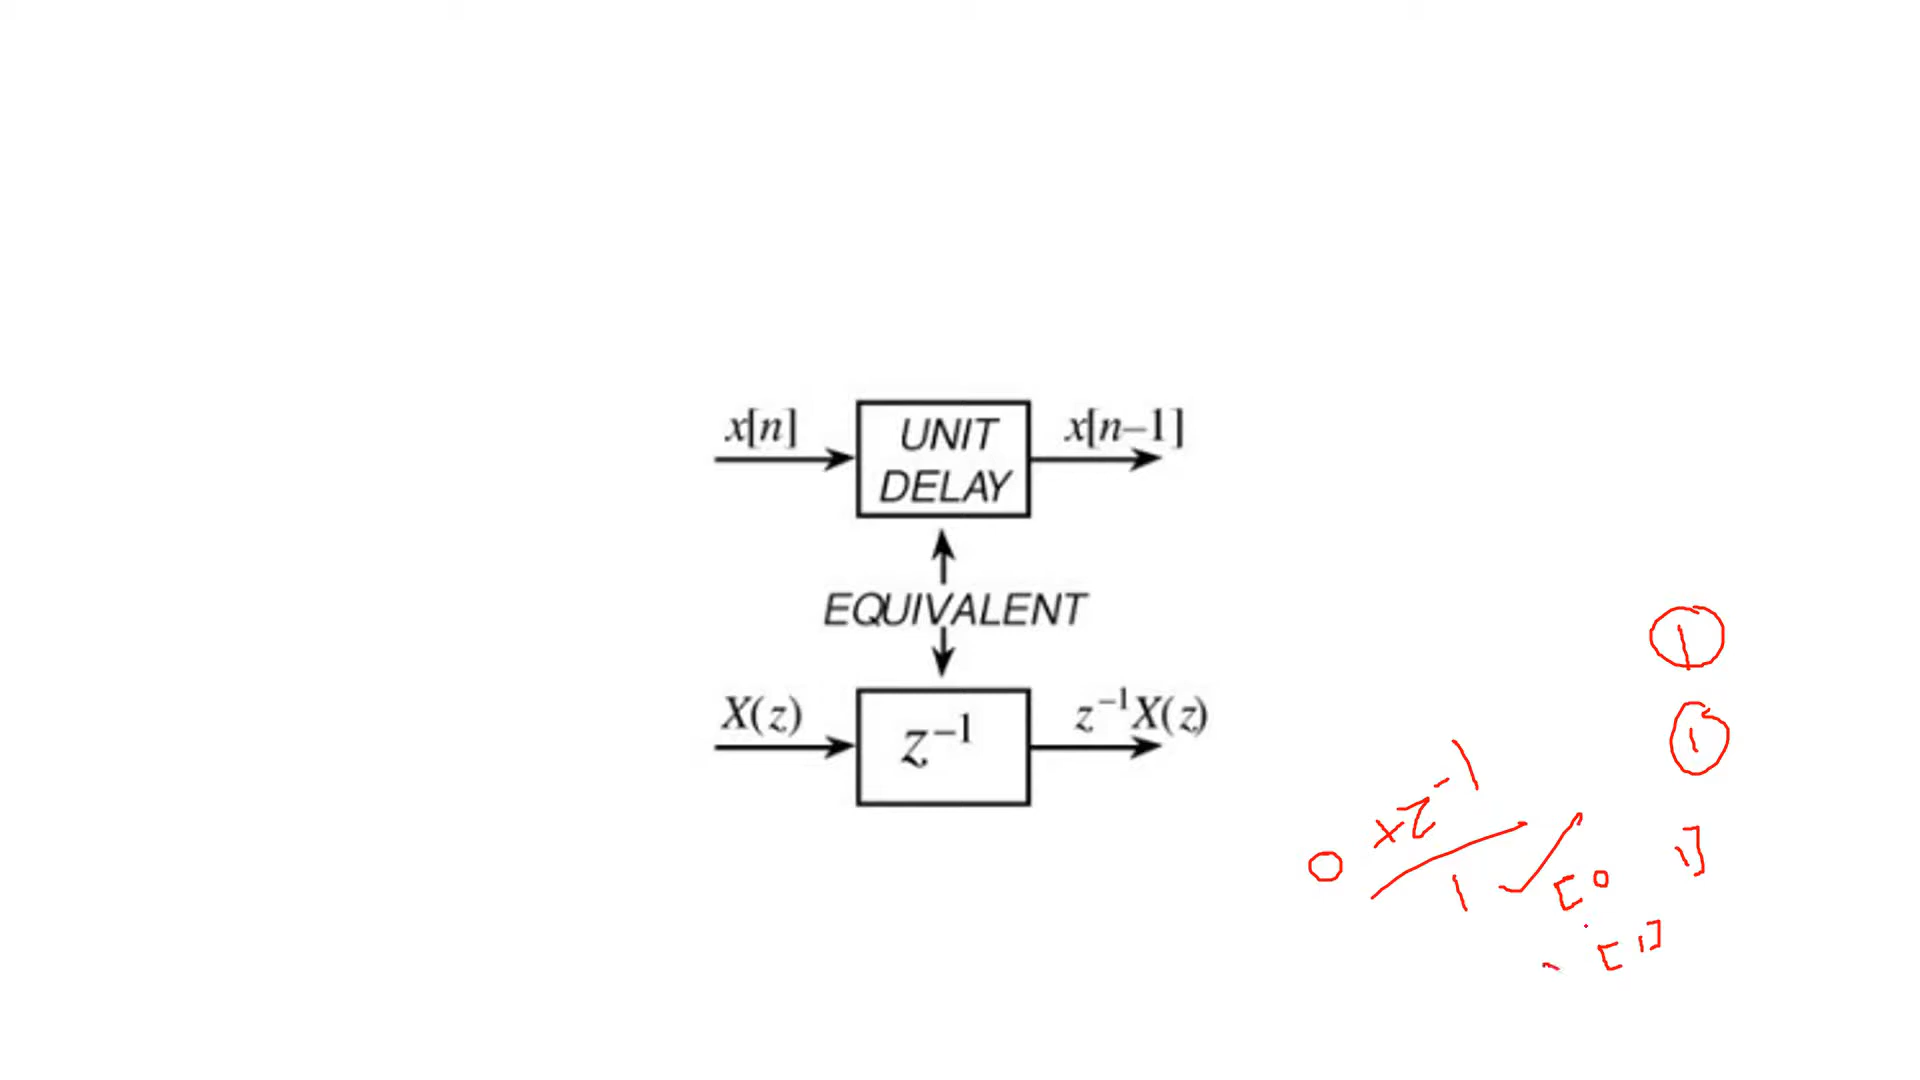 x[n] UNIT x[n−1]
DELAY
EQUIVALENT
X(z) z⁻¹ z⁻¹X(z)
1
1
0 +z⁻¹
1
[0 1]
[1]